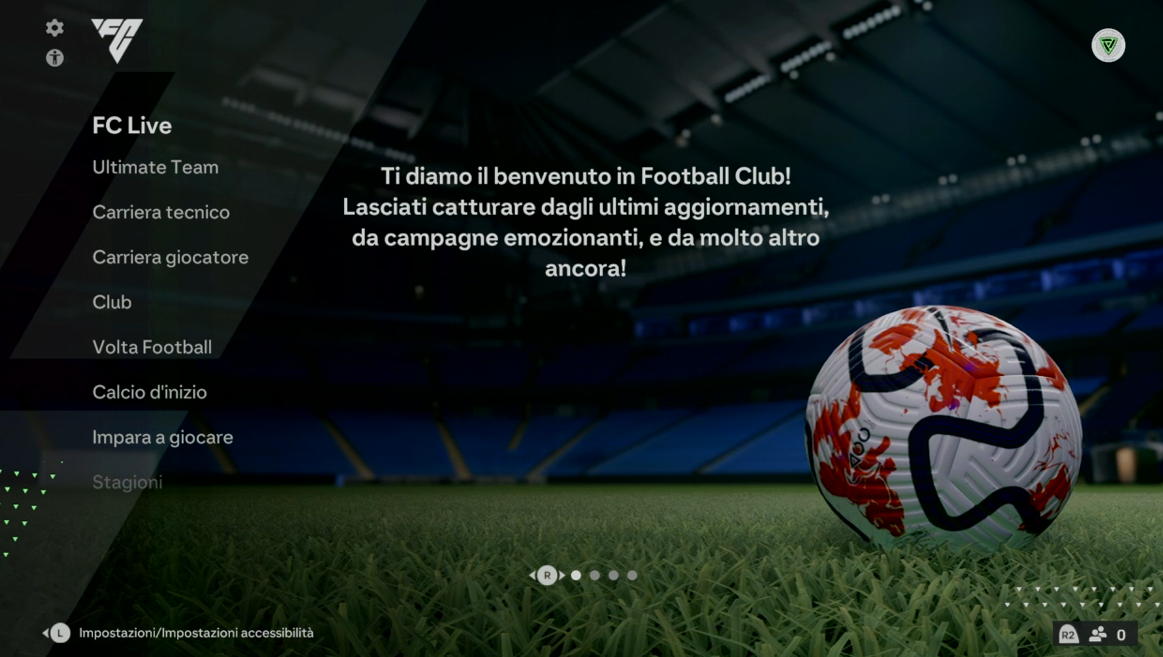 FC
FC Live
Ultimate Team
Carriera tecnico
Carriera giocatore
Club
Volta Football
Calcio d'inizio
Impara a giocare
Stagioni
Ti diamo il benvenuto in Football Club!
Lasciati catturare dagli ultimi aggiornamenti,
da campagne emozionanti, e da molto altro
ancora!
R
L Impostazioni/Impostazioni accessibilità
R2 0